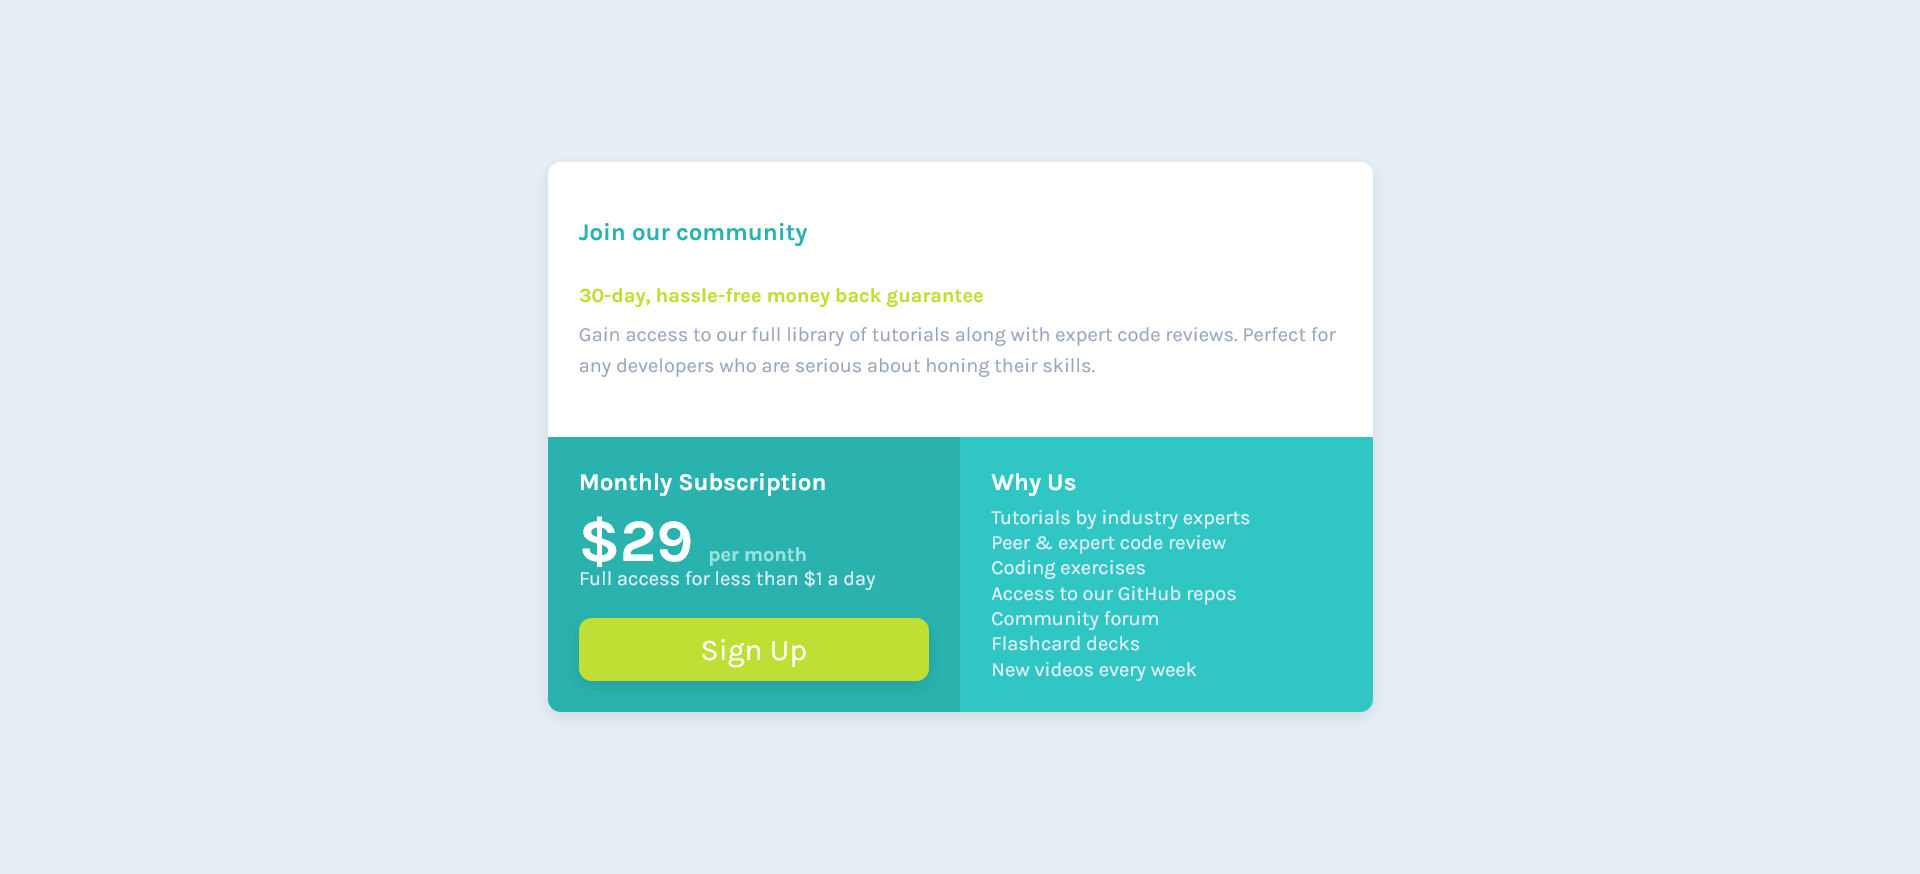 Join our community
30-day, hassle-free money back guarantee
Gain access to our full library of tutorials along with expert code reviews. Perfect for
any developers who are serious about honing their skills.
Monthly Subscription
$29 per month
Full access for less than $1 a day
Sign Up
Why Us
Tutorials by industry experts
Peer & expert code review
Coding exercises
Access to our GitHub repos
Community forum
Flashcard decks
New videos every week